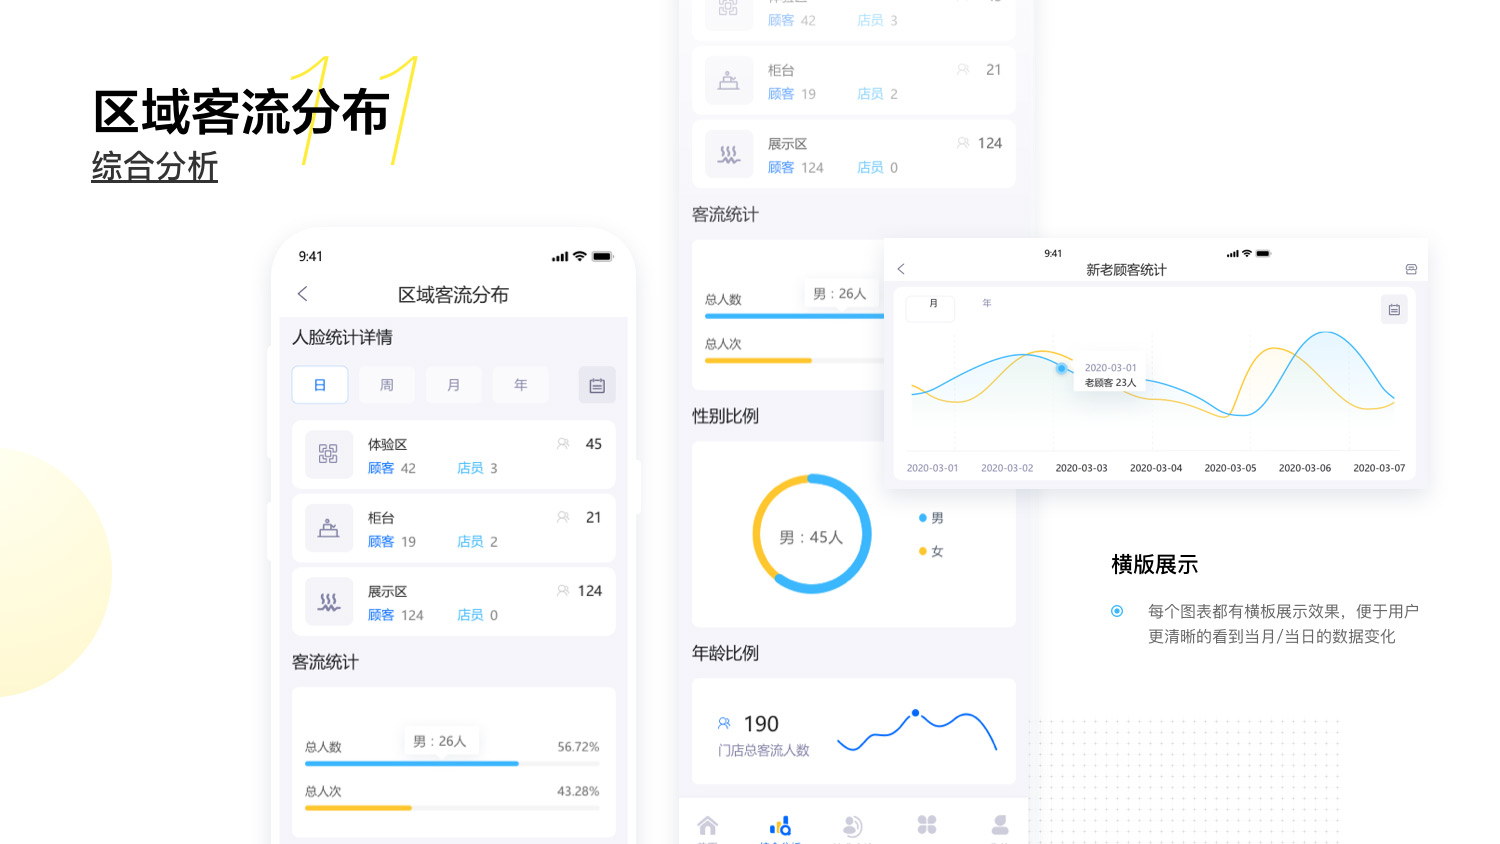 11
区域客流分布
综合分析
9:41
区域客流分布
人脸统计详情
日 周 月 年
体验区 45
顾客 42 店员 3
柜台 21
顾客 19 店员 2
展示区 124
顾客 124 店员 0
客流统计
男：26人
总人数 56.72%
总人次 43.28%
顾客 42 店员 3
柜台 21
顾客 19 店员 2
展示区 124
顾客 124 店员 0
客流统计
男：26人
总人数
总人次
性别比例
男：45人
男
女
年龄比例
190
门店总客流人数
9:41
新老顾客统计
月 年
2020-03-01
老顾客 23人
2020-03-01 2020-03-02 2020-03-03 2020-03-04 2020-03-05 2020-03-06 2020-03-07
横版展示
每个图表都有横板展示效果，便于用户
更清晰的看到当月/当日的数据变化